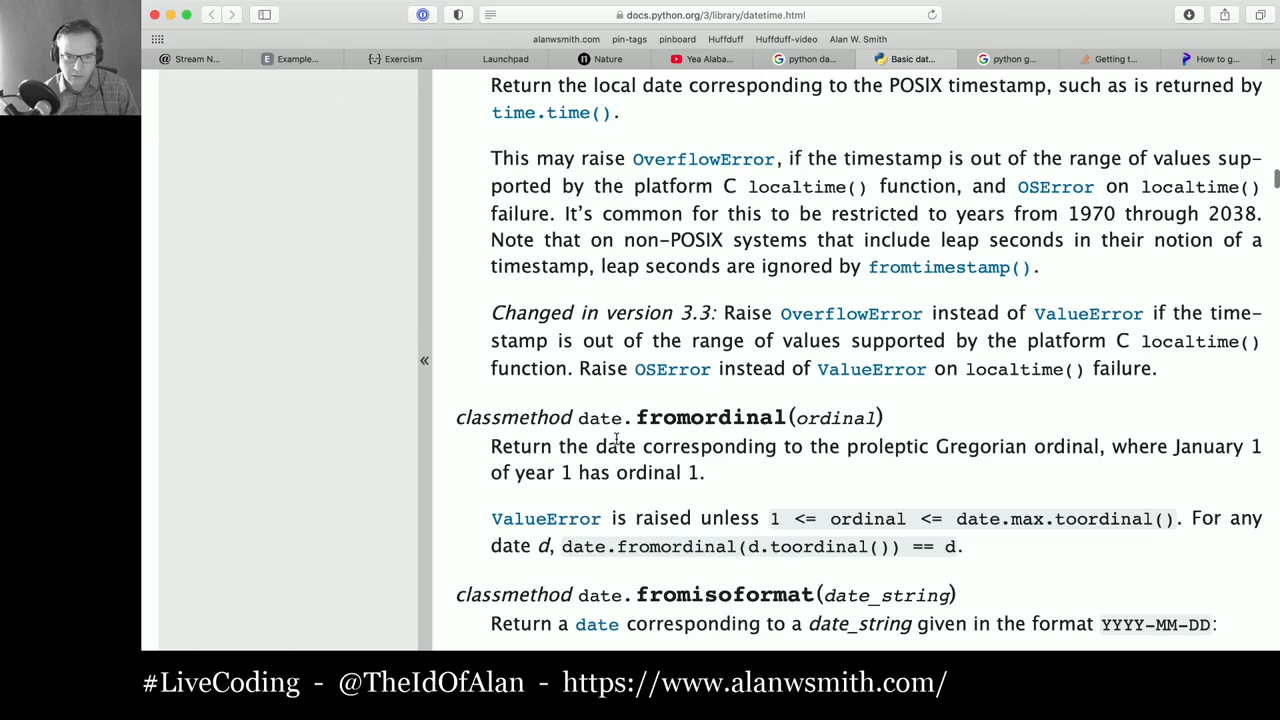 docs.python.org/3/library/datetime.html
alanwsmith.com pin-tags pinboard Huffduff Huffduff-video Alan W. Smith
Stream N... Example... Exercism Launchpad Nature Yea Alaba... python da... Basic dat... python g... Getting t... How to g...
Return the local date corresponding to the POSIX timestamp, such as is returned by
time.time().
This may raise OverflowError, if the timestamp is out of the range of values sup-
ported by the platform C localtime() function, and OSError on localtime()
failure. It's common for this to be restricted to years from 1970 through 2038.
Note that on non-POSIX systems that include leap seconds in their notion of a
timestamp, leap seconds are ignored by fromtimestamp().
Changed in version 3.3: Raise OverflowError instead of ValueError if the time-
stamp is out of the range of values supported by the platform C localtime()
function. Raise OSError instead of ValueError on localtime() failure.
«
classmethod date.fromordinal(ordinal)
Return the date corresponding to the proleptic Gregorian ordinal, where January 1
of year 1 has ordinal 1.
ValueError is raised unless 1 <= ordinal <= date.max.toordinal(). For any
date d, date.fromordinal(d.toordinal()) == d.
classmethod date.fromisoformat(date_string)
Return a date corresponding to a date_string given in the format YYYY-MM-DD:
#LiveCoding - @TheIdOfAlan - https://www.alanwsmith.com/